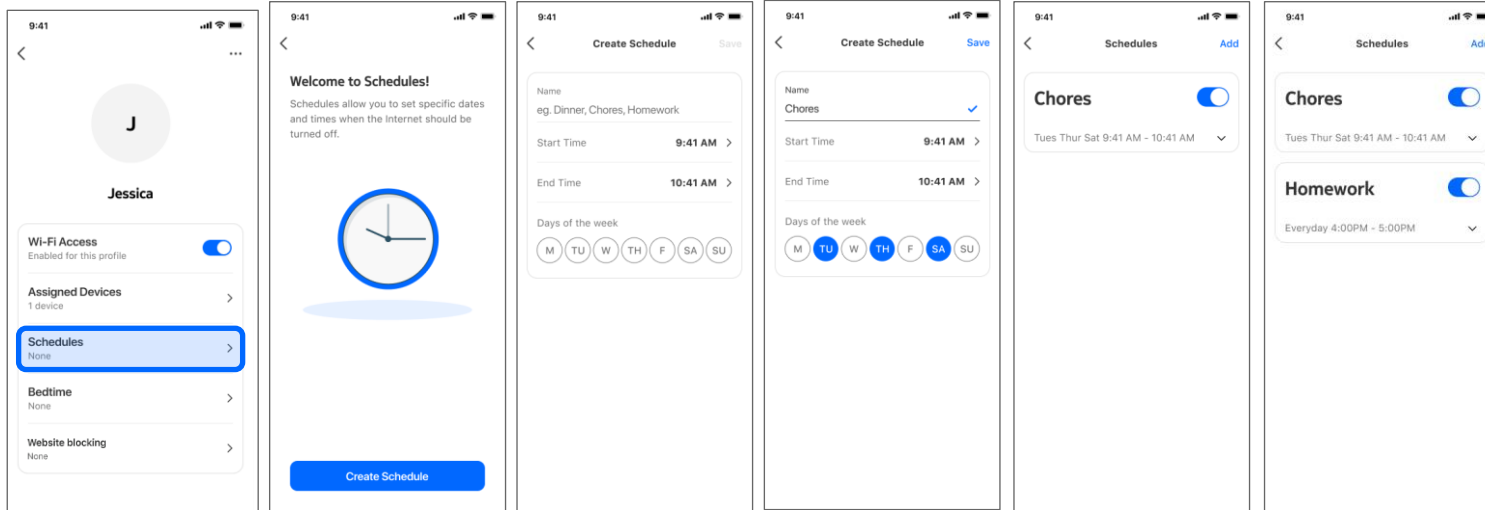 9:41
...
J
Jessica
Wi-Fi Access
Enabled for this profile
Assigned Devices
1 device
Schedules
None
Bedtime
None
Website blocking
None
9:41
Welcome to Schedules!
Schedules allow you to set specific dates
and times when the Internet should be
turned off.
Create Schedule
9:41
Create Schedule Save
Name
eg. Dinner, Chores, Homework
Start Time 9:41 AM
End Time 10:41 AM
Days of the week
M TU W TH F SA SU
9:41
Create Schedule Save
Name
Chores
Start Time 9:41 AM
End Time 10:41 AM
Days of the week
M TU W TH F SA SU
9:41
Schedules Add
Chores
Tues Thur Sat 9:41 AM - 10:41 AM
9:41
Schedules Add
Chores
Tues Thur Sat 9:41 AM - 10:41 AM
Homework
Everyday 4:00PM - 5:00PM